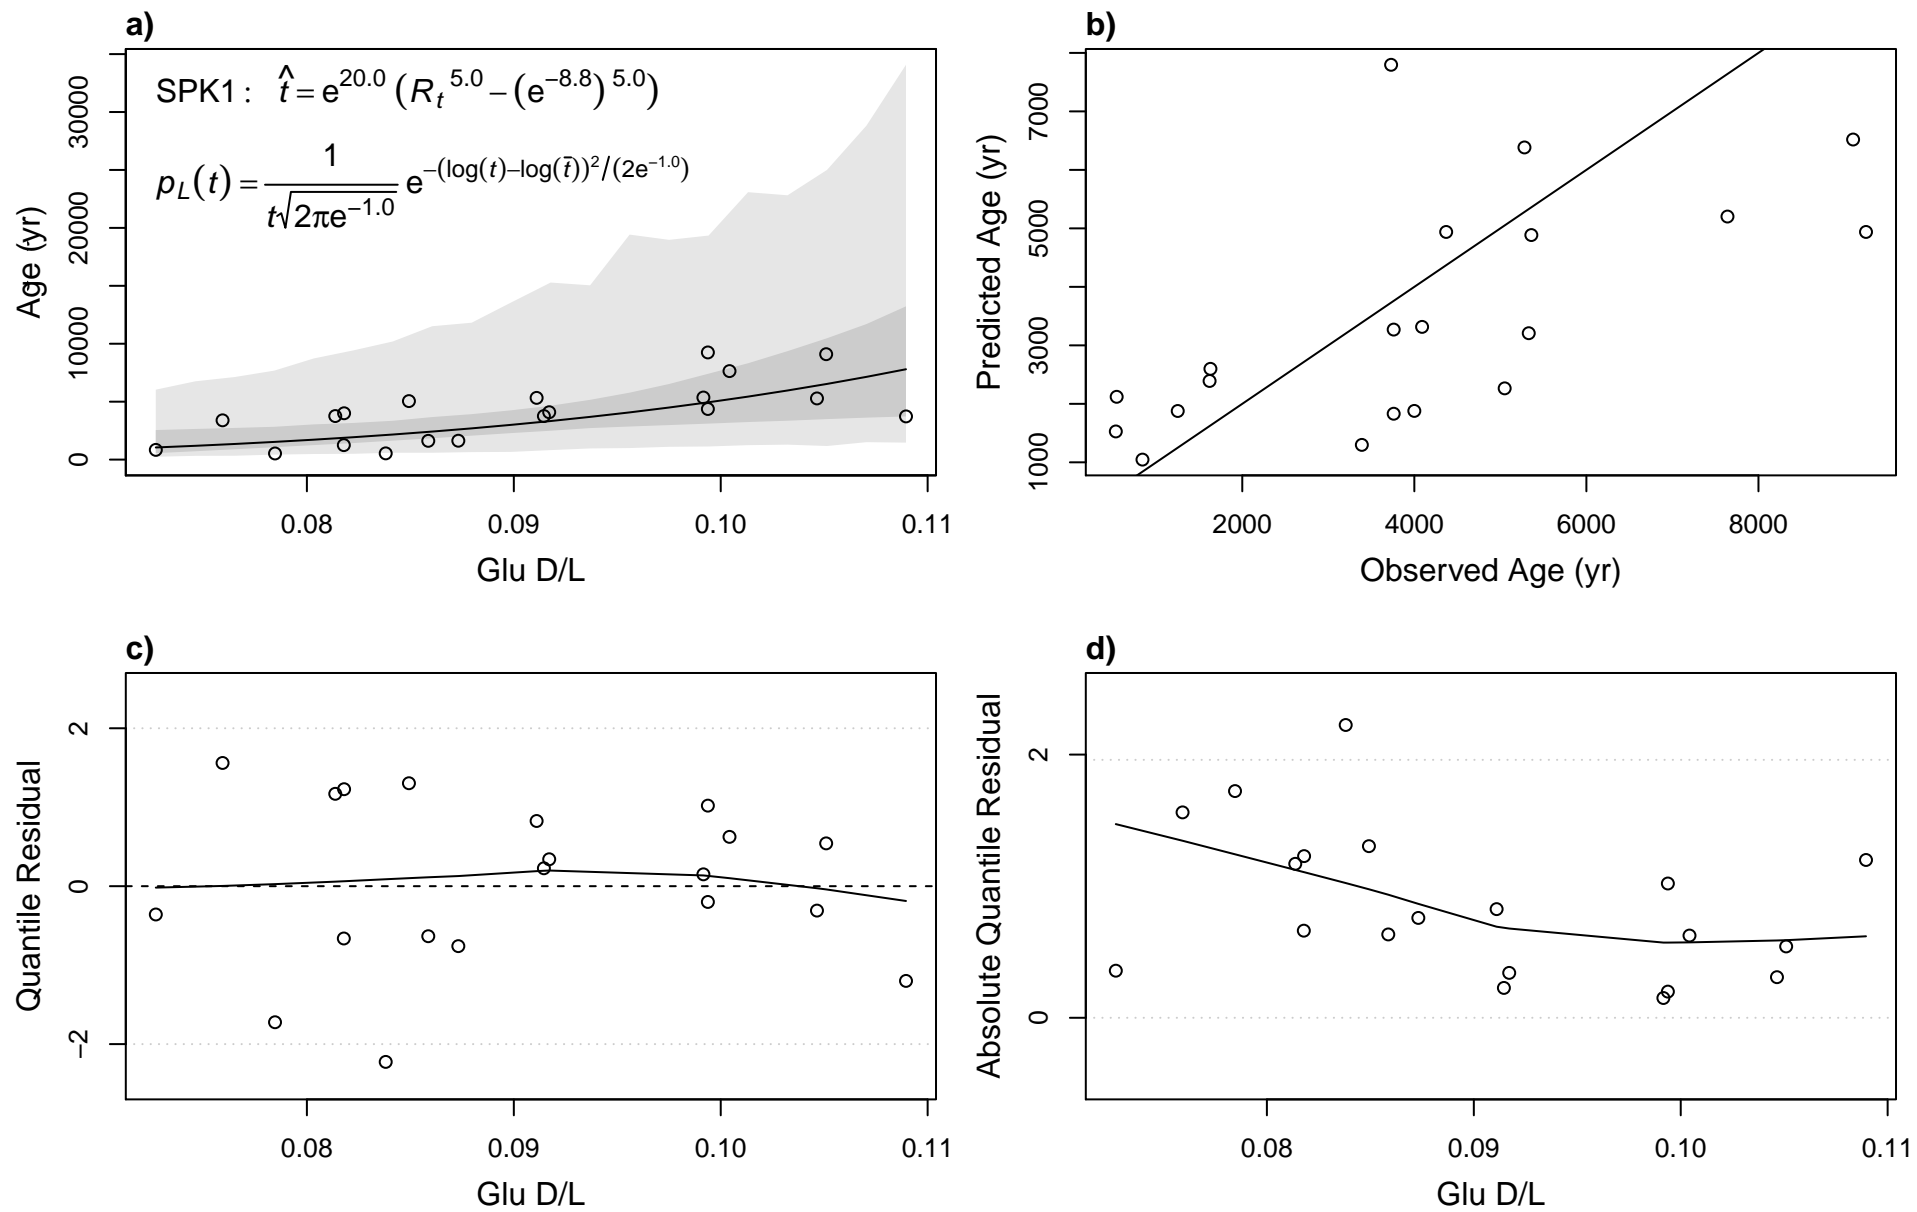 a)
SPK1: t̂ = e^20.0 (R_t^5.0 − (e^−8.8)^5.0)
p_L(t) = 1 / (t√(2πe^−1.0)) e^−(log(t)−log(t̄))²/(2e^−1.0)
Age (yr)
0 10000 20000 30000
0.08 0.09 0.10 0.11
Glu D/L
b)
Predicted Age (yr)
1000 3000 5000 7000
2000 4000 6000 8000
Observed Age (yr)
c)
Quantile Residual
−2 0 2
0.08 0.09 0.10 0.11
Glu D/L
d)
Absolute Quantile Residual
0 2
0.08 0.09 0.10 0.11
Glu D/L